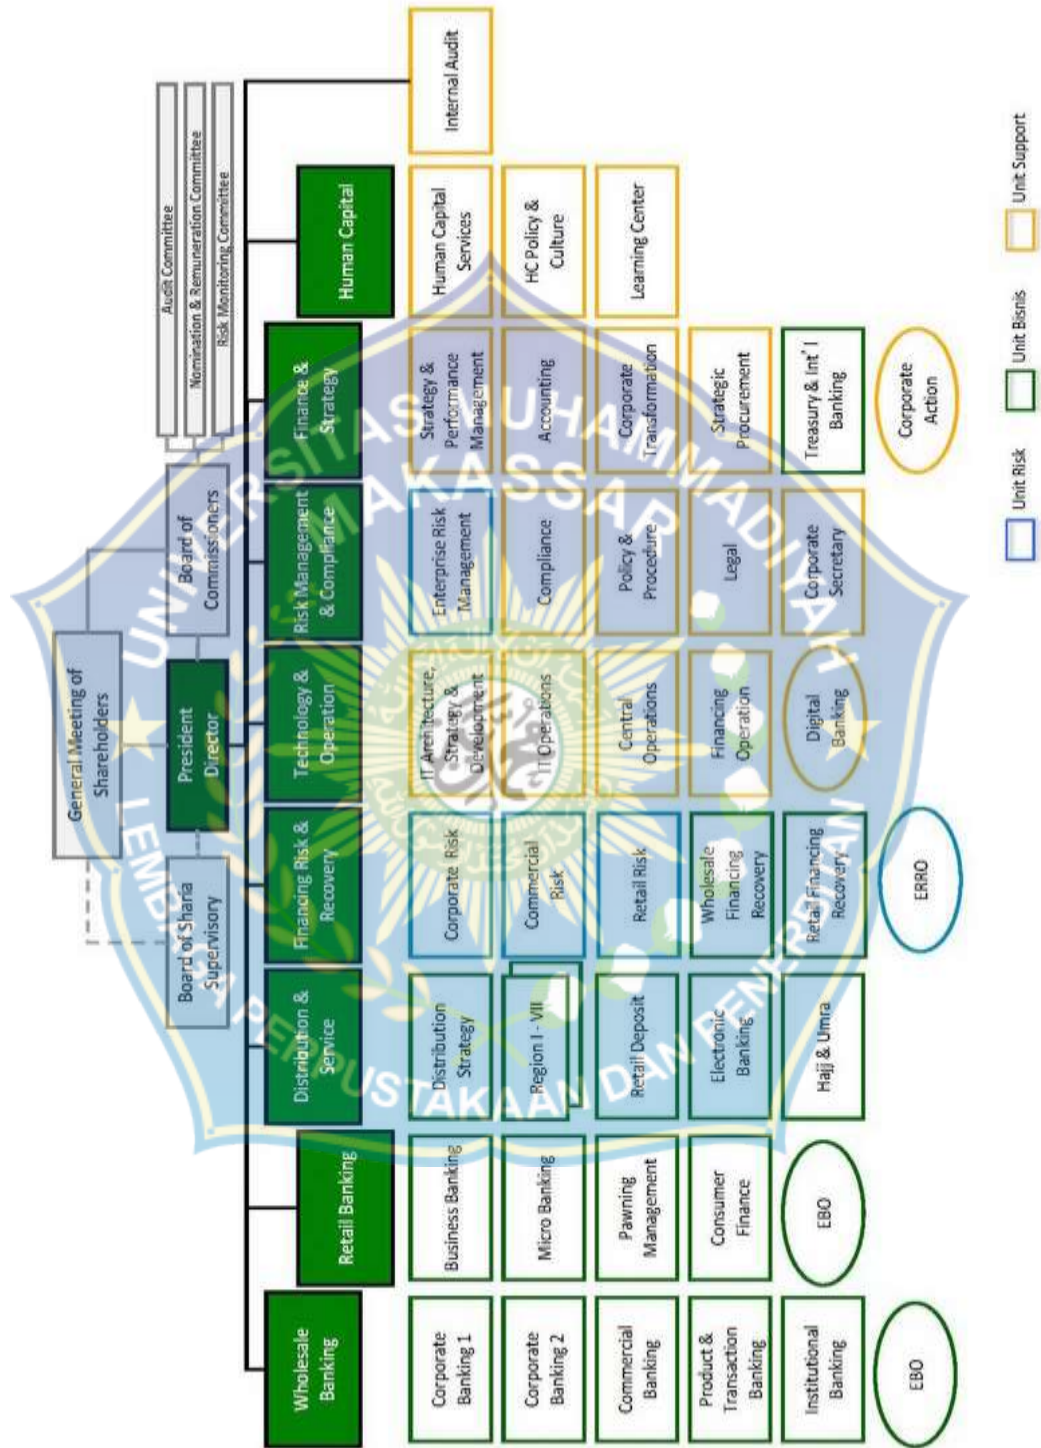 General Meeting of
Shareholders
Audit Committee
Nomination & Remuneration Committee
Risk Monitoring Committee
Board of Sharia
Supervisory
President
Director
Board of
Commissioners
Wholesale
Banking
Retail Banking
Distribution &
Service
Financing Risk &
Recovery
Technology &
Operation
Risk Management
& Compliance
Finance &
Strategy
Human Capital
Corporate
Banking 1
Corporate
Banking 2
Commercial
Banking
Product &
Transaction
Banking
Institutional
Banking
EBO
Business Banking
Micro Banking
Pawning
Management
Consumer
Finance
EBO
Distribution
Strategy
Region I - VII
Retail Deposit
Electronic
Banking
Hajj & Umra
Corporate Risk
Commercial
Risk
Retail Risk
Wholesale
Financing
Recovery
Retail Financing
Recovery
ERRO
IT Architecture,
Strategy &
Development
IT Operations
Central
Operations
Financing
Operation
Digital
Banking
Enterprise Risk
Management
Compliance
Policy &
Procedure
Legal
Corporate
Secretary
Strategy &
Performance
Management
Accounting
Corporate
Transformation
Strategic
Procurement
Treasury & Int'l
Banking
Corporate
Action
Human Capital
Services
HC Policy &
Culture
Learning Center
Internal Audit
Unit Risk
Unit Bisnis
Unit Support
UNIVERSITAS MUHAMMADIYAH
MAKASSAR
LEMBAGA PERPUSTAKAAN DAN PENERBITAN